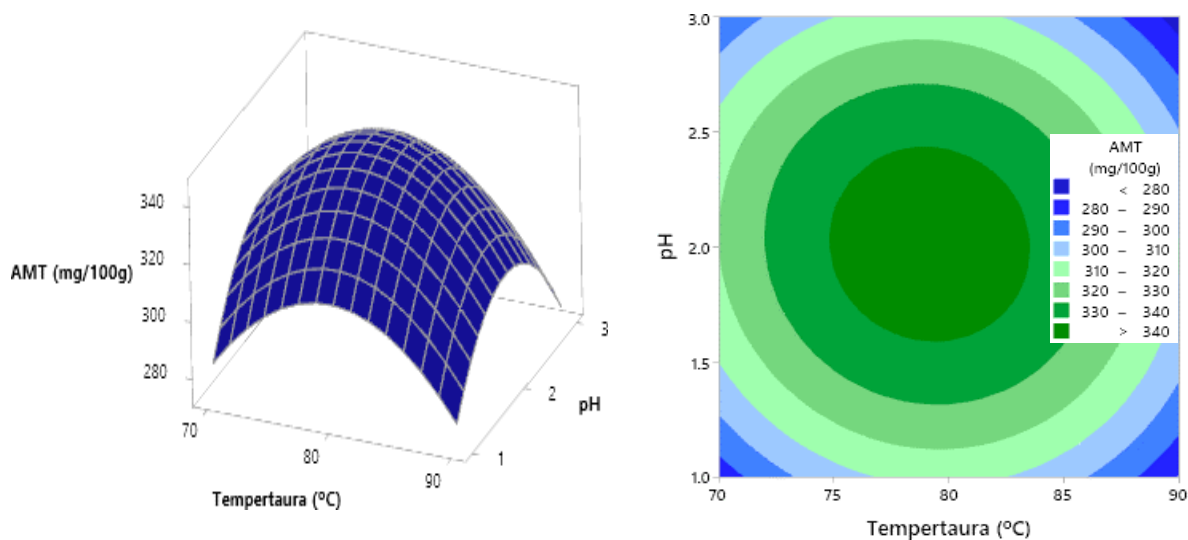 340
320
300
280
AMT (mg/100g)
70
80
90
Tempertaura (ºC)
1
2
3
pH
3.0
2.5
2.0
1.5
1.0
pH
70
75
80
85
90
Tempertaura (ºC)
AMT
(mg/100g)
< 280
280 – 290
290 – 300
300 – 310
310 – 320
320 – 330
330 – 340
> 340